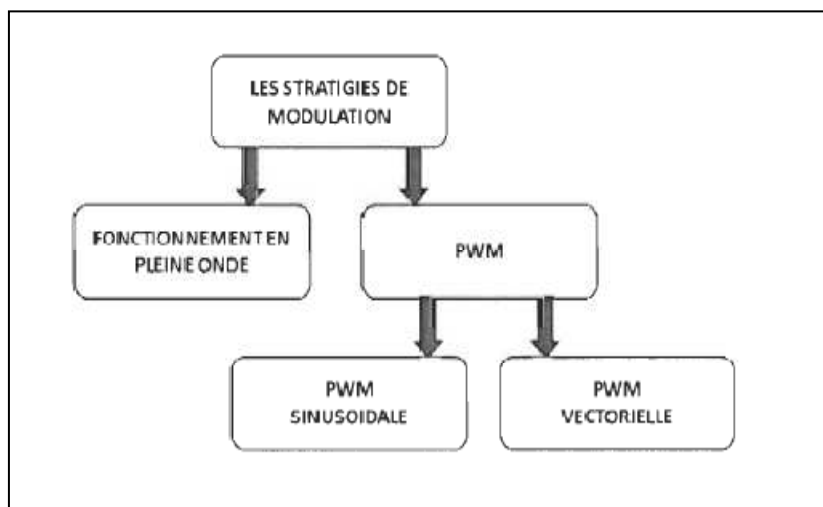 LES STRATIGIES DE
MODULATION
FONCTIONNEMENT EN
PLEINE ONDE
PWM
PWM
SINUSOIDALE
PWM
VECTORIELLE